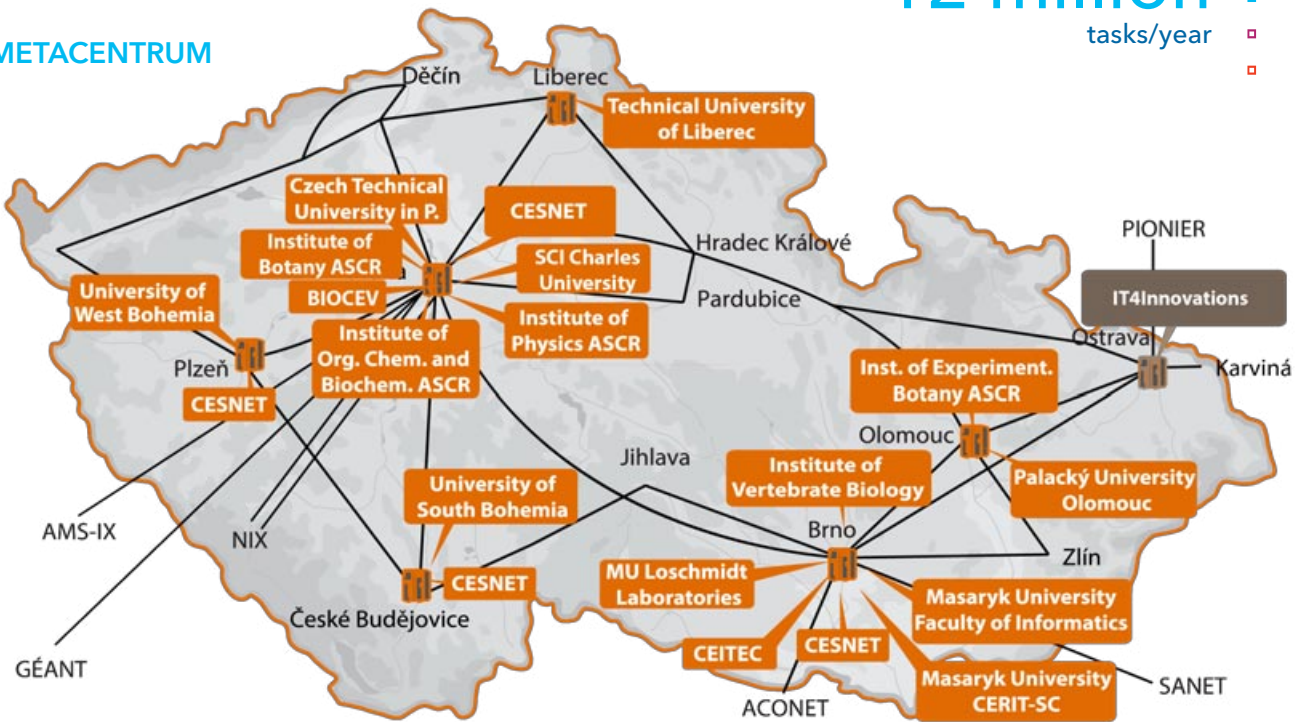 METACENTRUM
tasks/year
Děčín
Liberec
Technical University
of Liberec
Czech Technical
University in P.
CESNET
Institute of
Botany ASCR
SCI Charles
University
BIOCEV
Hradec Králové
Pardubice
PIONIER
IT4Innovations
Ostrava
Karviná
University of
West Bohemia
Plzeň
CESNET
Institute of
Org. Chem. and
Biochem. ASCR
Institute of
Physics ASCR
Inst. of Experiment.
Botany ASCR
Olomouc
Palacký University
Olomouc
Jihlava
Institute of
Vertebrate Biology
Brno
Zlín
University of
South Bohemia
AMS-IX
NIX
CESNET
České Budějovice
MU Loschmidt
Laboratories
Masaryk University
Faculty of Informatics
CEITEC
CESNET
Masaryk University
CERIT-SC
GÉANT
ACONET
SANET